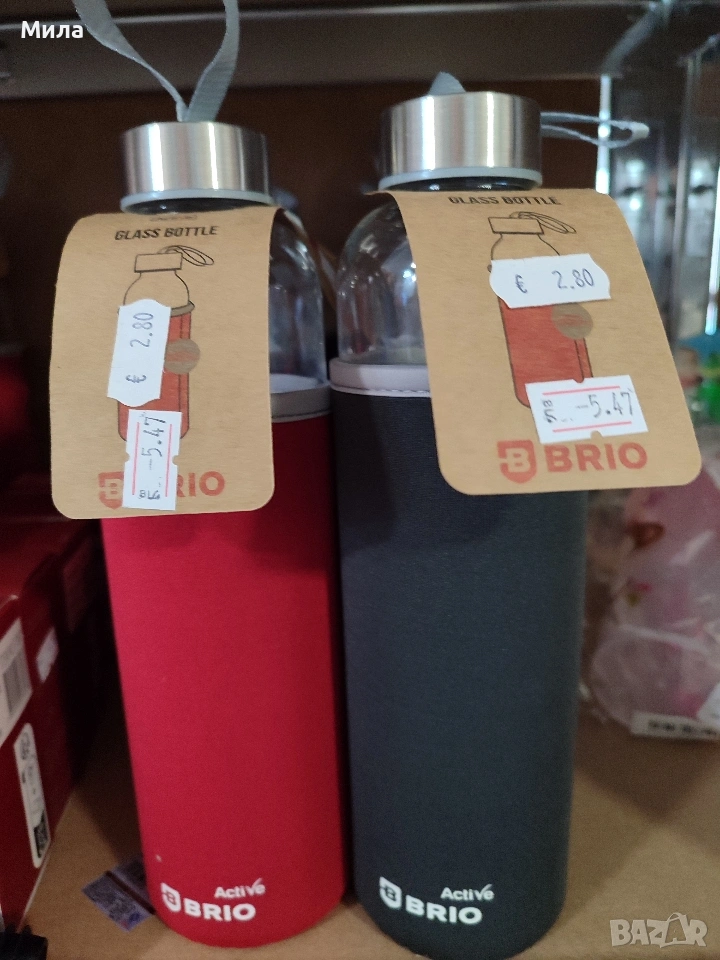 Мила
GLASS BOTTLE
€ 2.80
-5.47
BRIO
GLASS BOTTLE
€ 2.80
-5.47
BRIO
Active
BRIO
Active
BRIO
BAZAR